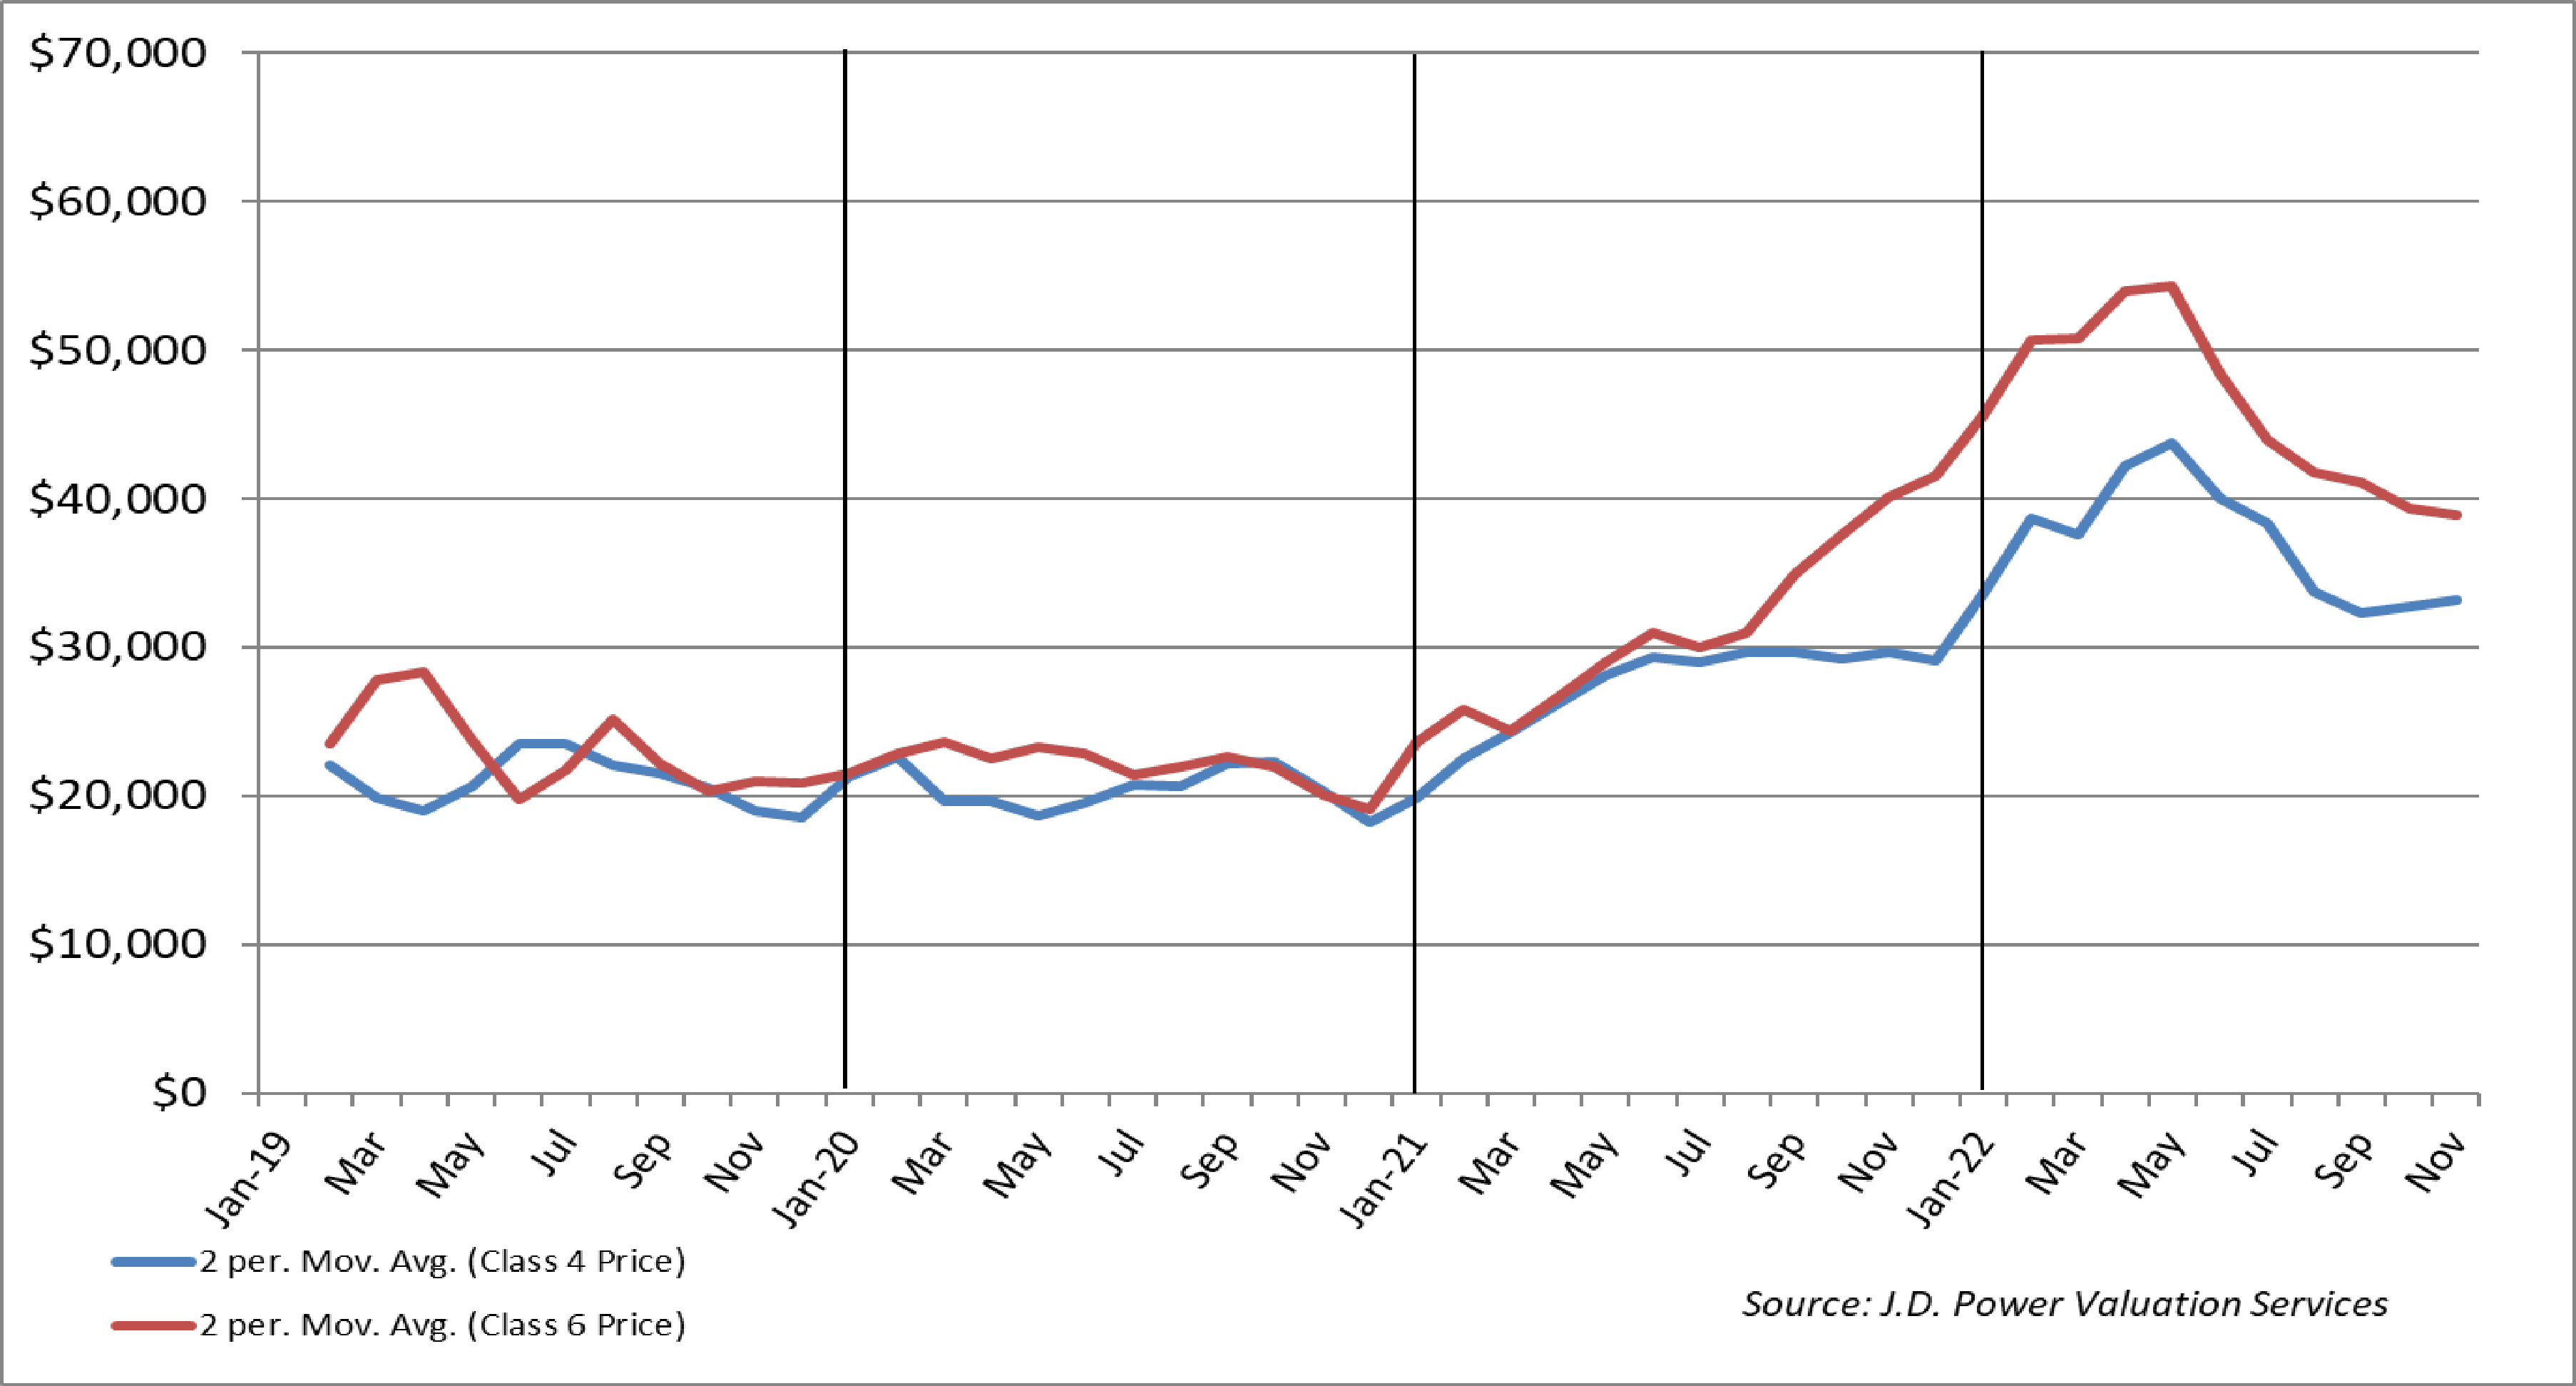 $70,000
$60,000
$50,000
$40,000
$30,000
$20,000
$10,000
$0
Jan-19 Mar May Jul Sep Nov Jan-20 Mar May Jul Sep Nov Jan-21 Mar May Jul Sep Nov Jan-22 Mar May Jul Sep Nov
2 per. Mov. Avg. (Class 4 Price)
2 per. Mov. Avg. (Class 6 Price)
Source: J.D. Power Valuation Services